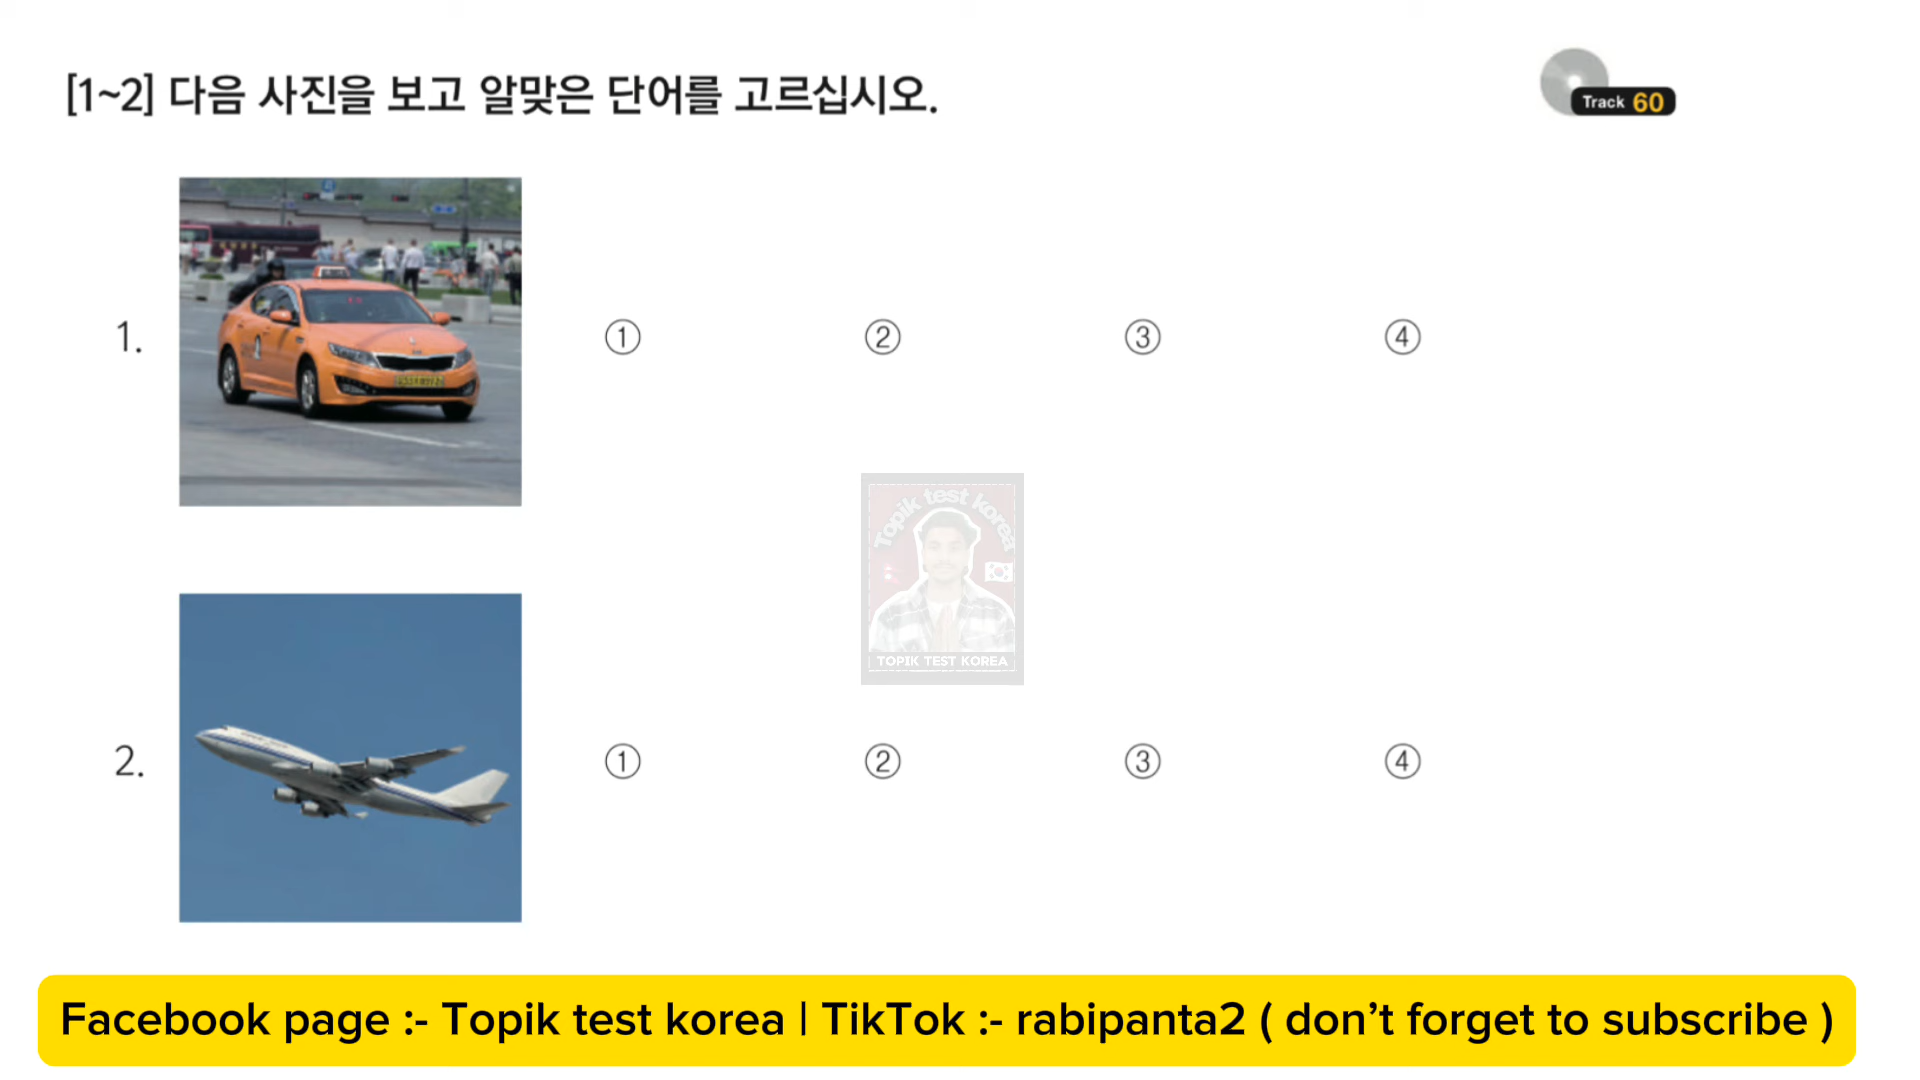 [1~2] 다음 사진을 보고 알맞은 단어를 고르십시오.
Track 60
1.
① ② ③ ④
Topik test korea
TOPIK TEST KOREA
2.
① ② ③ ④
Facebook page :- Topik test korea | TikTok :- rabipanta2 ( don’t forget to subscribe )